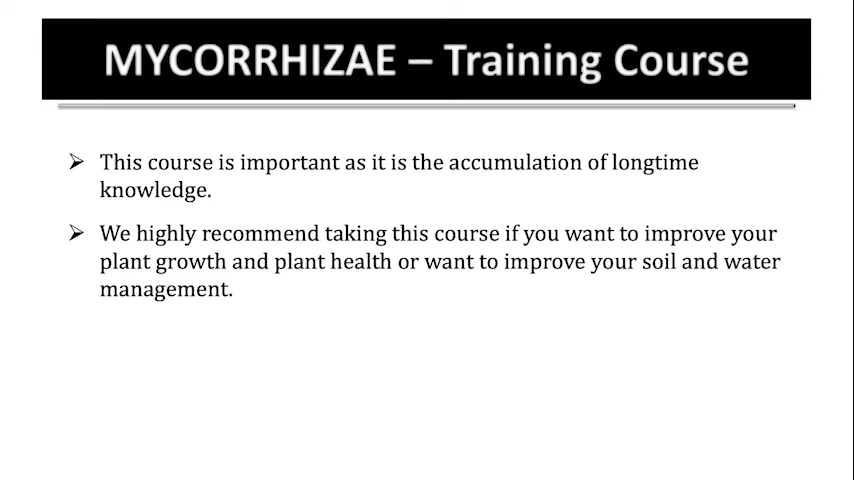 MYCORRHIZAE – Training Course
➢ This course is important as it is the accumulation of longtime
knowledge.
➢ We highly recommend taking this course if you want to improve your
plant growth and plant health or want to improve your soil and water
management.